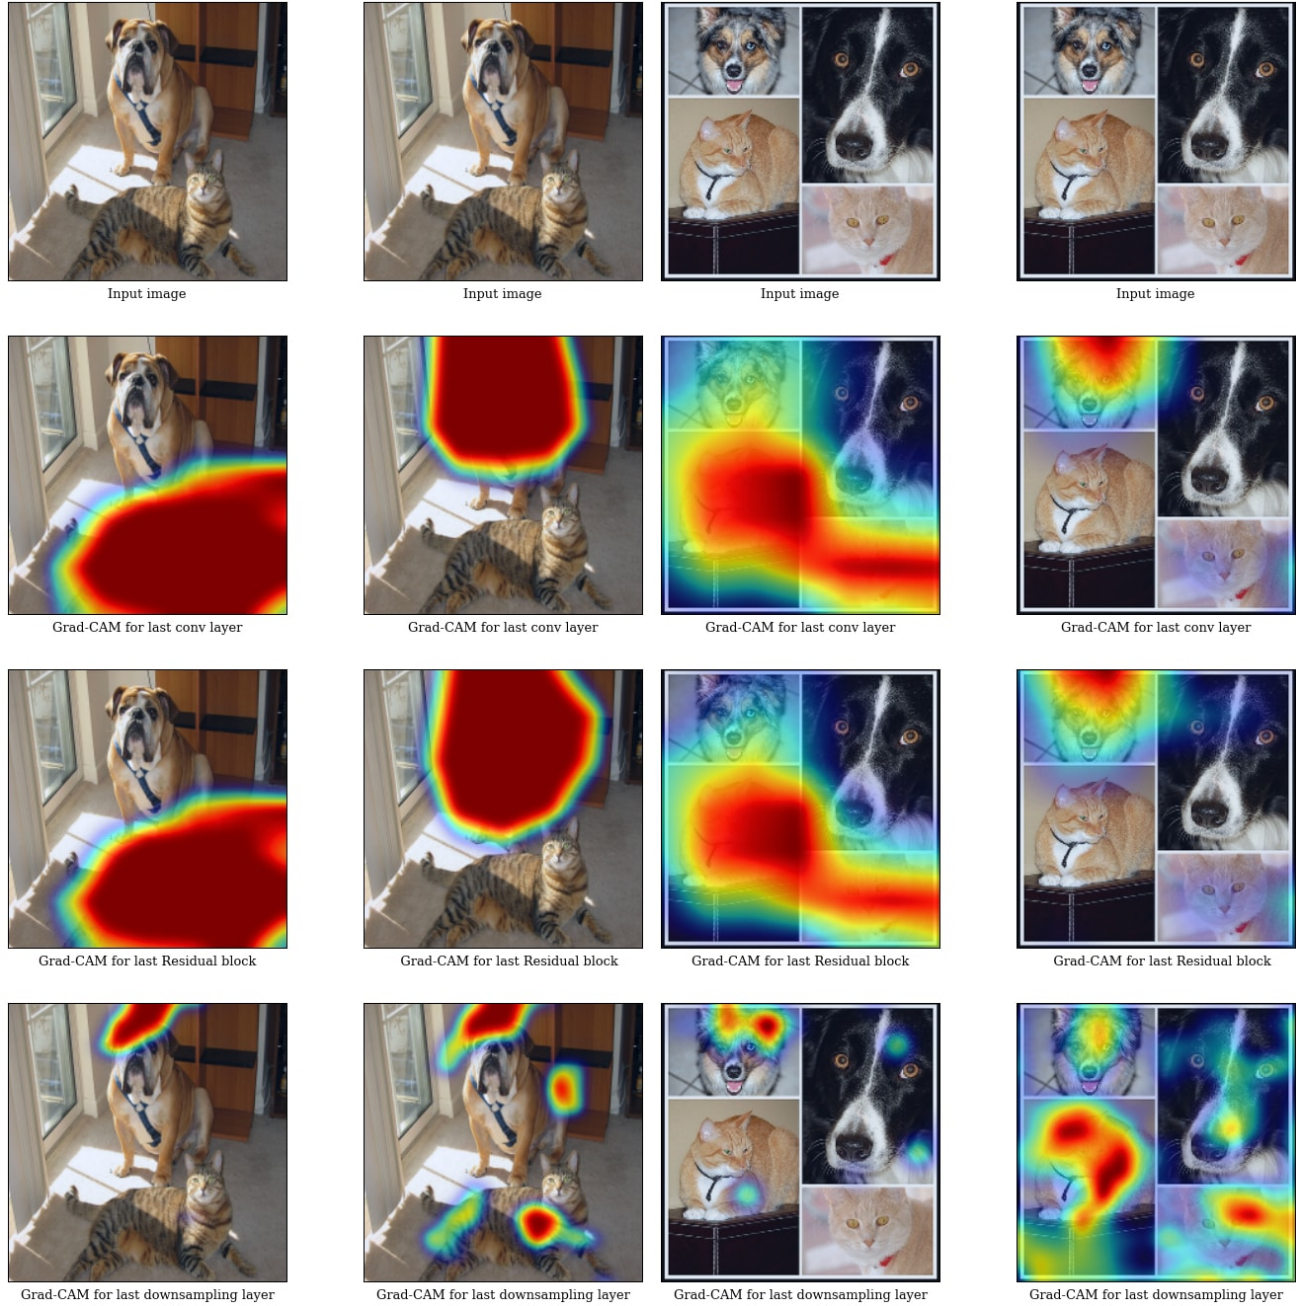 Input image
Input image
Input image
Input image
Grad-CAM for last conv layer
Grad-CAM for last conv layer
Grad-CAM for last conv layer
Grad-CAM for last conv layer
Grad-CAM for last Residual block
Grad-CAM for last Residual block
Grad-CAM for last Residual block
Grad-CAM for last Residual block
Grad-CAM for last downsampling layer
Grad-CAM for last downsampling layer
Grad-CAM for last downsampling layer
Grad-CAM for last downsampling layer